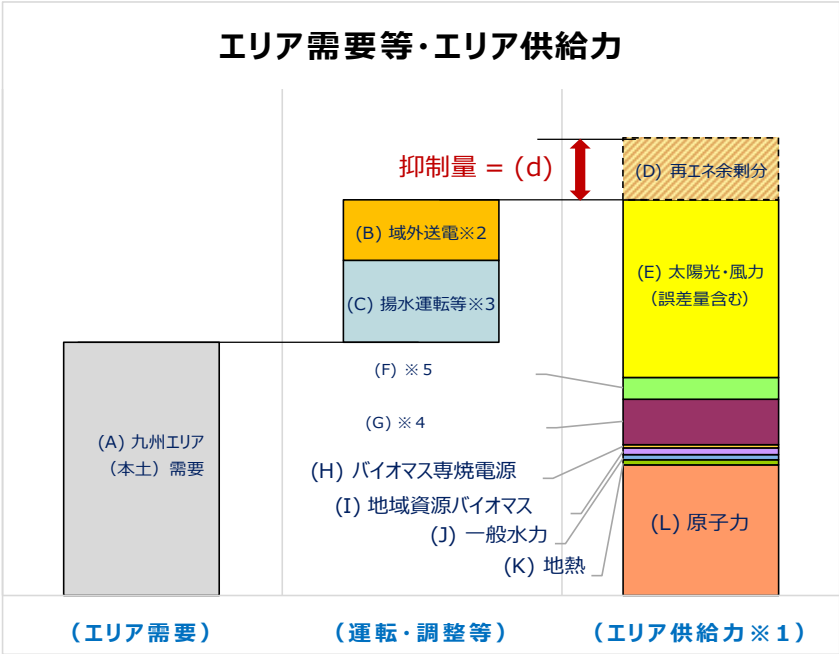 エリア需要等・エリア供給力
抑制量 = (d)
(D) 再エネ余剰分
(B) 域外送電※2
(C) 揚水運転等※3
(E) 太陽光・風力
（誤差量含む）
(F) ※5
(G) ※4
(A) 九州エリア
（本土）需要
(H) バイオマス専焼電源
(I) 地域資源バイオマス
(J) 一般水力
(K) 地熱
(L) 原子力
（エリア需要）
（運転・調整等）
（エリア供給力※1）